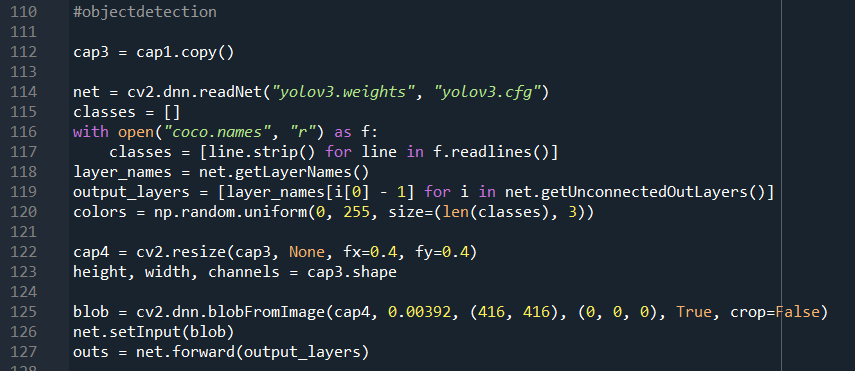 110 #objectdetection
111
112 cap3 = cap1.copy()
113
114 net = cv2.dnn.readNet("yolov3.weights", "yolov3.cfg")
115 classes = []
116 with open("coco.names", "r") as f:
117     classes = [line.strip() for line in f.readlines()]
118 layer_names = net.getLayerNames()
119 output_layers = [layer_names[i[0] - 1] for i in net.getUnconnectedOutLayers()]
120 colors = np.random.uniform(0, 255, size=(len(classes), 3))
121
122 cap4 = cv2.resize(cap3, None, fx=0.4, fy=0.4)
123 height, width, channels = cap3.shape
124
125 blob = cv2.dnn.blobFromImage(cap4, 0.00392, (416, 416), (0, 0, 0), True, crop=False)
126 net.setInput(blob)
127 outs = net.forward(output_layers)
128